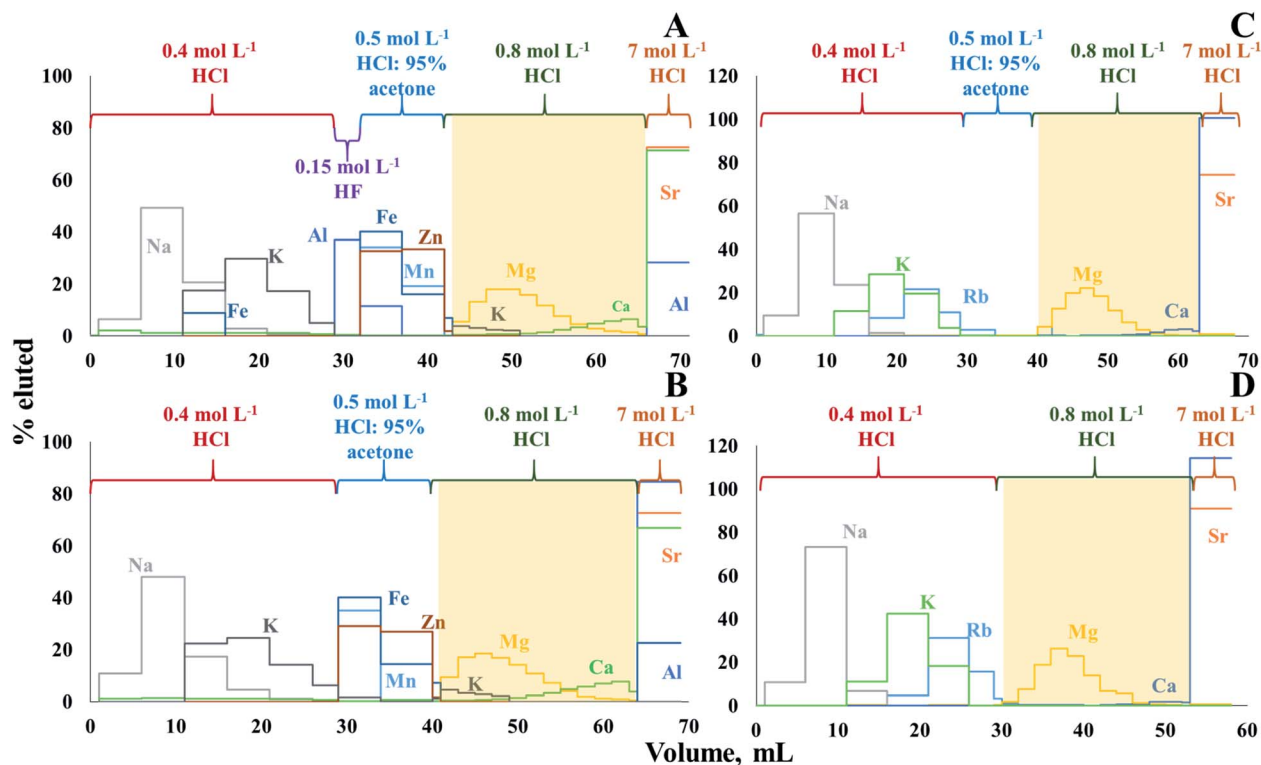 A
0.4 mol L⁻¹
HCl
0.5 mol L⁻¹
HCl: 95%
acetone
0.8 mol L⁻¹
HCl
7 mol L⁻¹
HCl
0.15 mol L⁻¹
HF
100
80
60
40
20
0
Na
Fe
K
Al
Fe
Mn
Zn
Mg
K
Ca
Sr
Al
0 10 20 30 40 50 60 70
C
0.4 mol L⁻¹
HCl
0.5 mol L⁻¹
HCl: 95%
acetone
0.8 mol L⁻¹
HCl
7 mol L⁻¹
HCl
120
100
80
60
40
20
0
Na
K
Rb
Mg
Ca
Sr
0 10 20 30 40 50 60 70
B
0.4 mol L⁻¹
HCl
0.5 mol L⁻¹
HCl: 95%
acetone
0.8 mol L⁻¹
HCl
7 mol L⁻¹
HCl
100
80
60
40
20
0
Na
K
Fe
Mn
Zn
Mg
K
Ca
Sr
Al
0 10 20 30 40 50 60 70
D
0.4 mol L⁻¹
HCl
0.8 mol L⁻¹
HCl
7 mol L⁻¹
HCl
120
100
80
60
40
20
0
Na
K
Rb
Mg
Ca
Sr
0 10 20 30 40 50 60
% eluted
Volume, mL